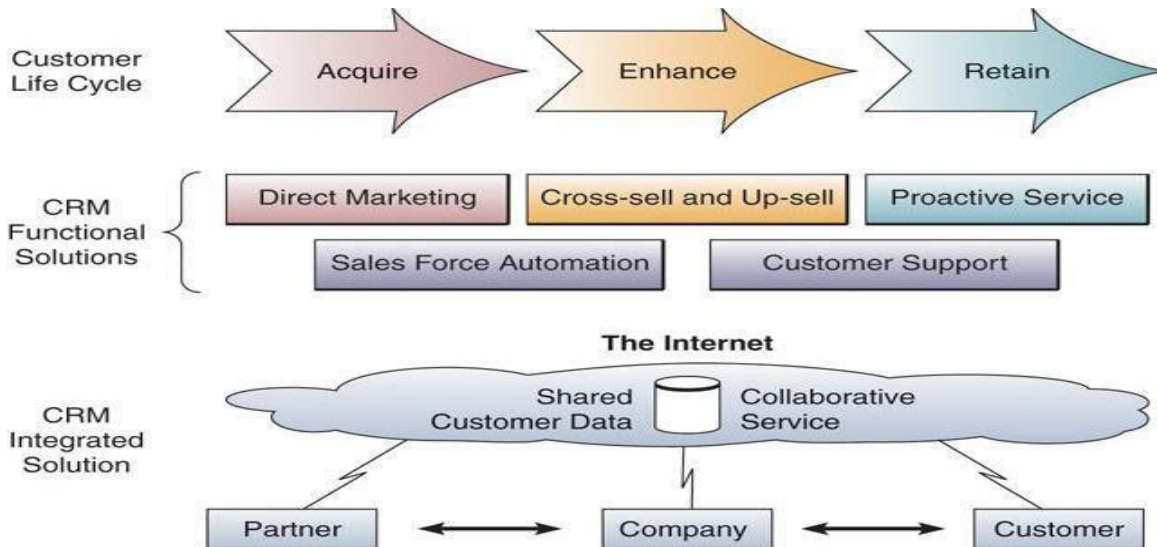 Customer
Life Cycle
Acquire
Enhance
Retain
CRM
Functional
Solutions
Direct Marketing
Cross-sell and Up-sell
Proactive Service
Sales Force Automation
Customer Support
The Internet
CRM
Integrated
Solution
Shared
Customer Data
Collaborative
Service
Partner
Company
Customer